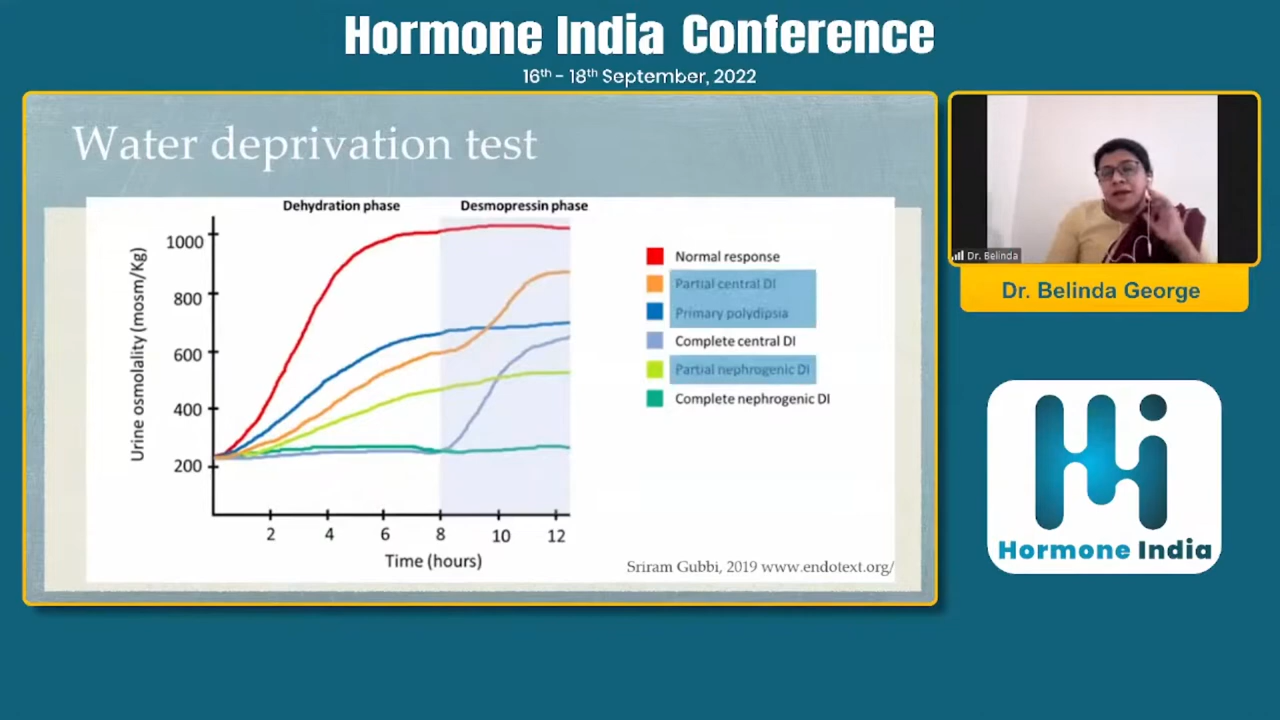 Hormone India Conference
16th - 18th September, 2022
Water deprivation test
Dehydration phase
Desmopressin phase
Urine osmolality (mosm/Kg)
1000
800
600
400
200
2 4 6 8 10 12
Time (hours)
Normal response
Partial central DI
Primary polydipsia
Complete central DI
Partial nephrogenic DI
Complete nephrogenic DI
Sriram Gubbi, 2019 www.endotext.org/
Dr. Belinda
Dr. Belinda George
Hi
Hormone India